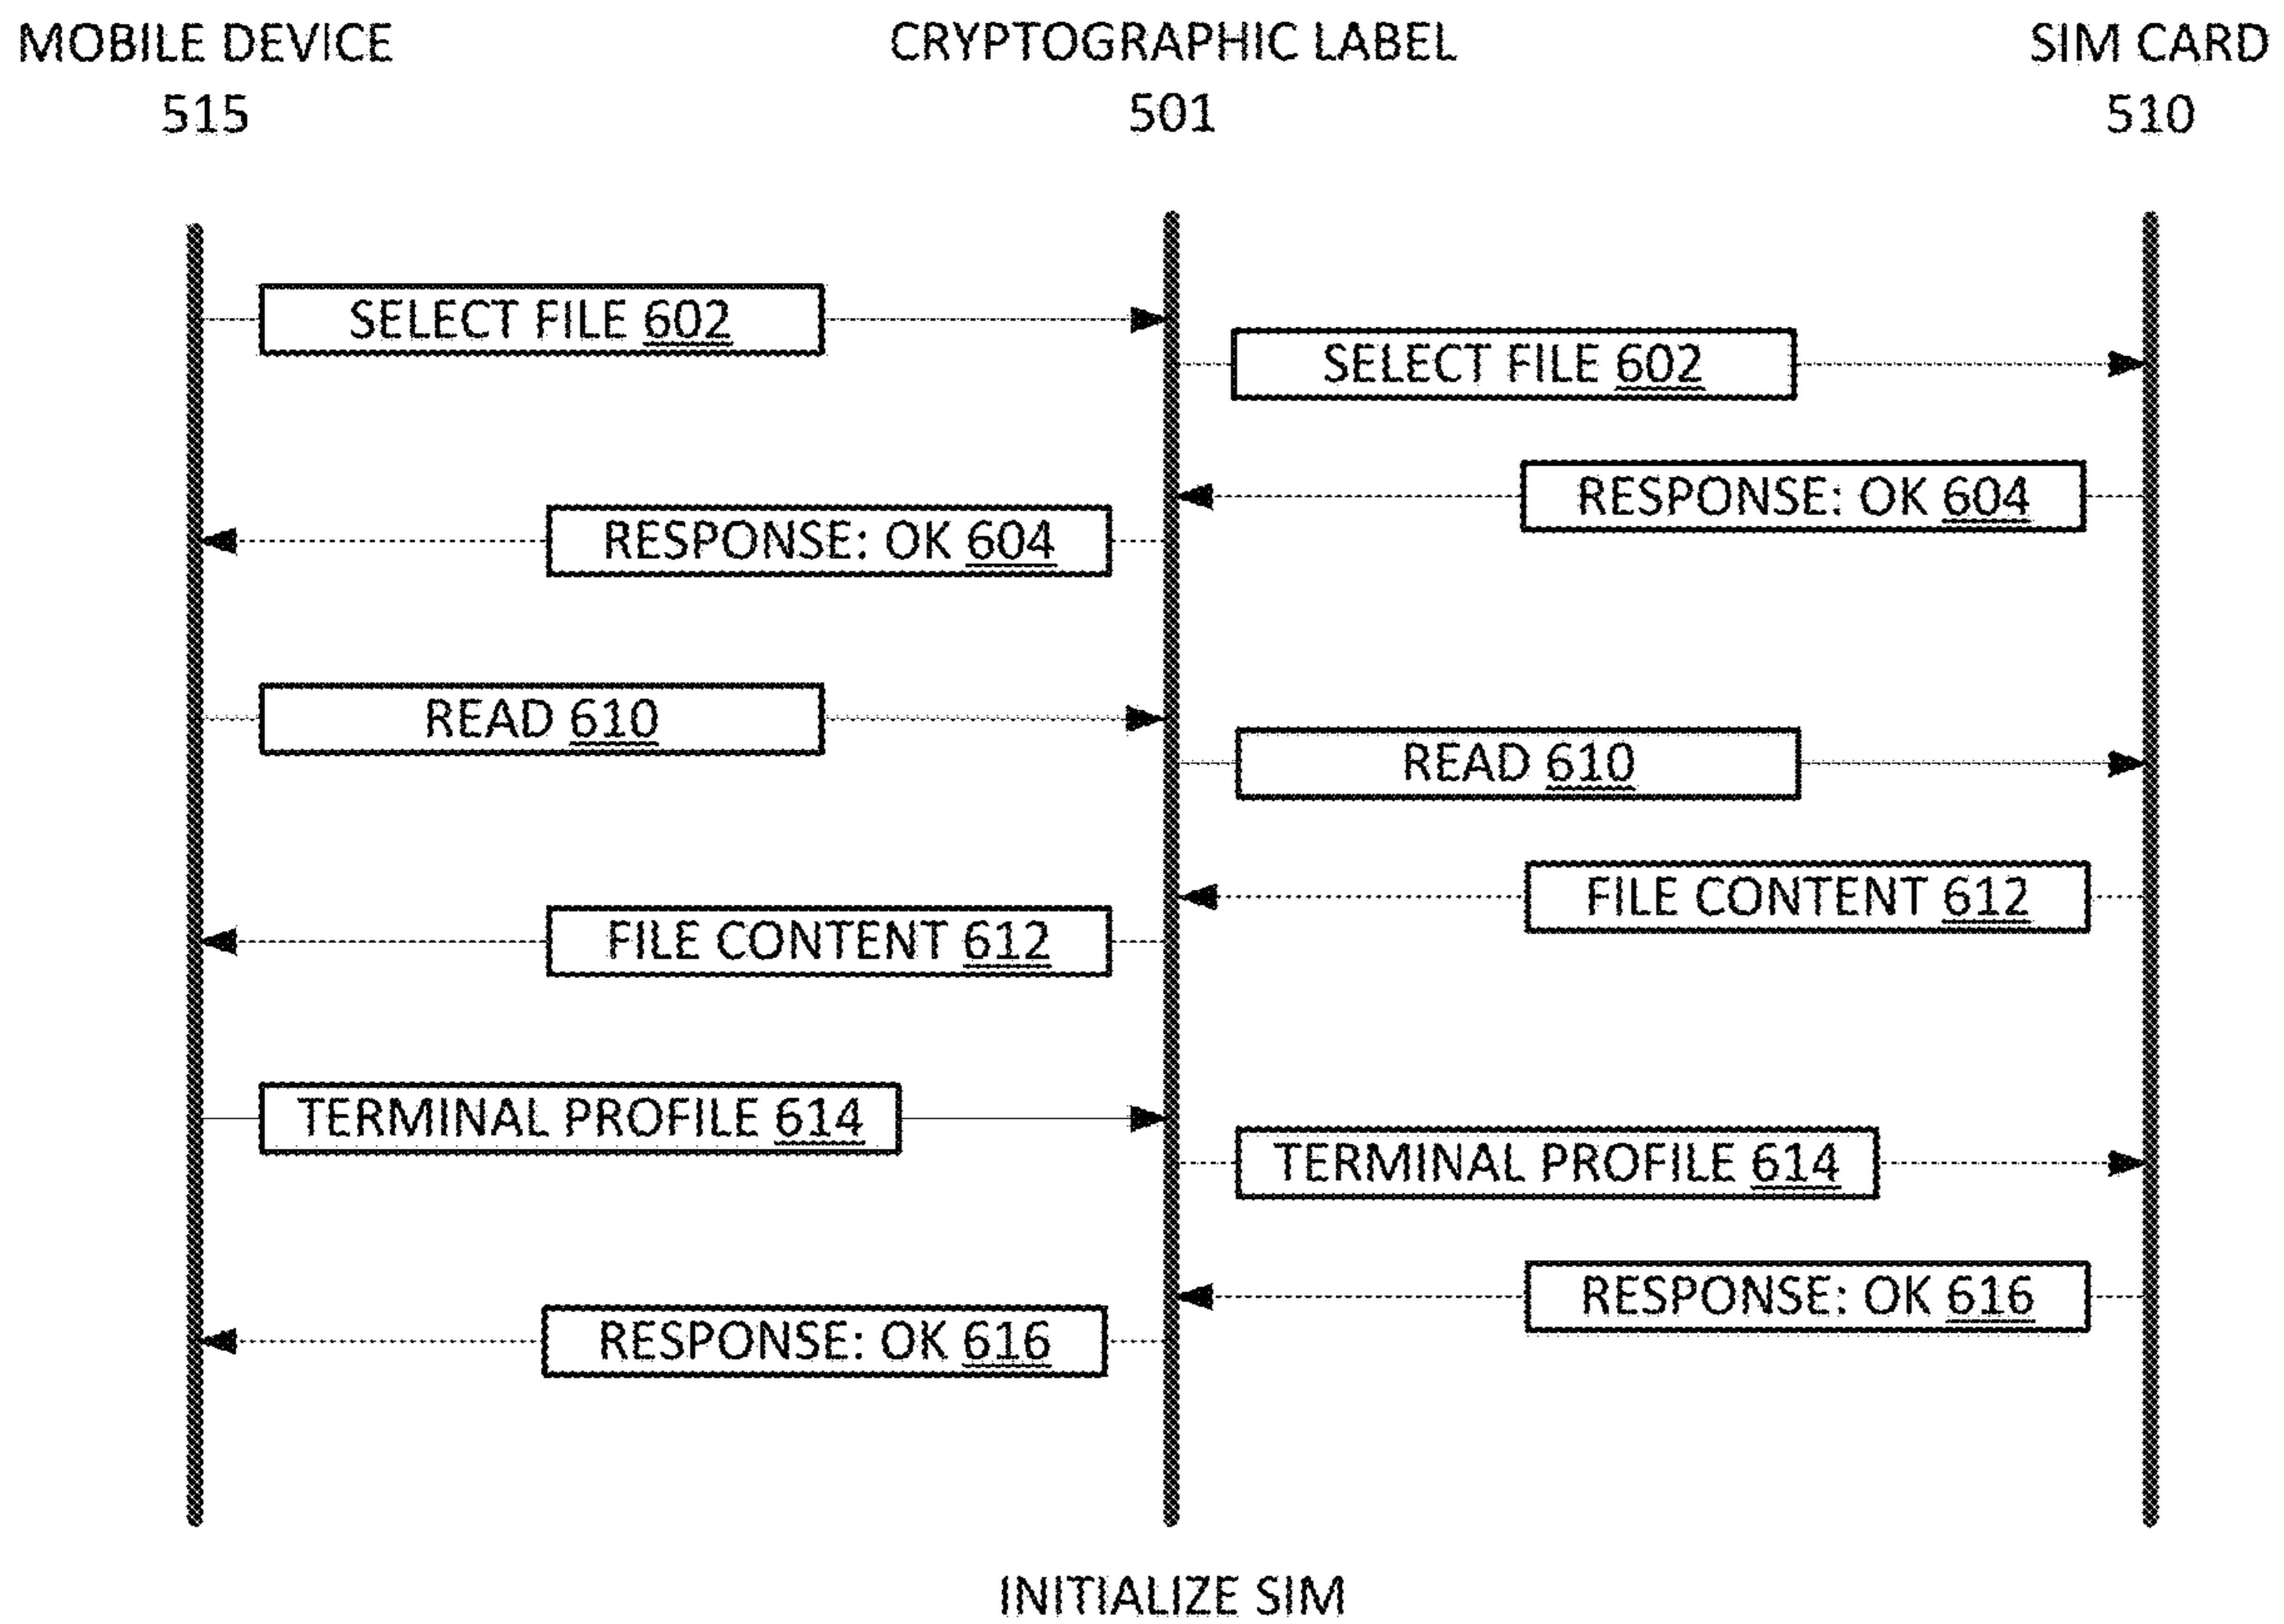 MOBILE DEVICE
515
CRYPTOGRAPHIC LABEL
501
SIM CARD
510
SELECT FILE 602
SELECT FILE 602
RESPONSE: OK 604
RESPONSE: OK 604
READ 610
READ 610
FILE CONTENT 612
FILE CONTENT 612
TERMINAL PROFILE 614
TERMINAL PROFILE 614
RESPONSE: OK 616
RESPONSE: OK 616
INITIALIZE SIM